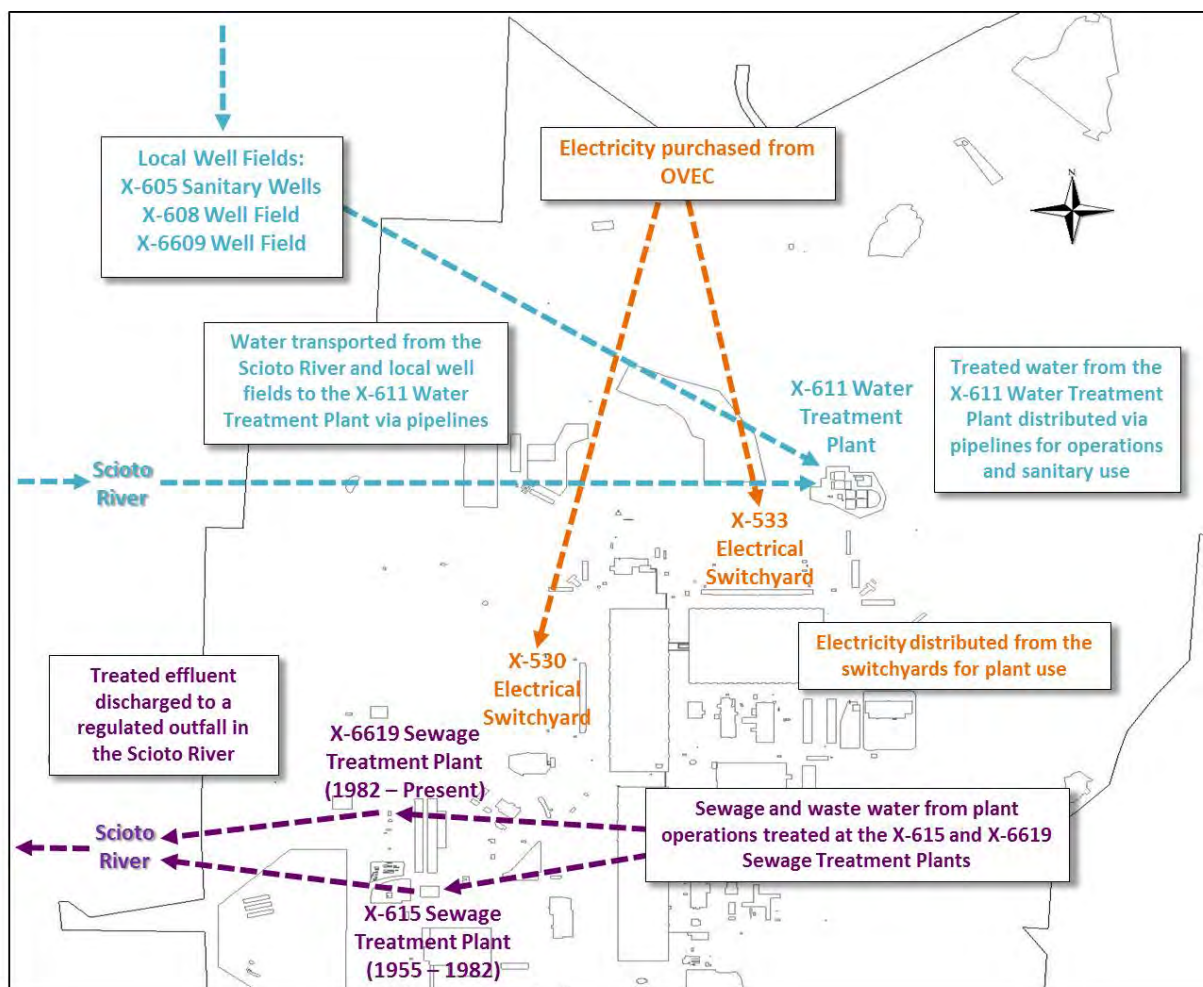 Local Well Fields:
X-605 Sanitary Wells
X-608 Well Field
X-6609 Well Field
Electricity purchased from
OVEC
N
Water transported from the
Scioto River and local well
fields to the X-611 Water
Treatment Plant via pipelines
X-611 Water
Treatment
Plant
Treated water from the
X-611 Water Treatment
Plant distributed via
pipelines for operations
and sanitary use
Scioto
River
X-533
Electrical
Switchyard
Electricity distributed from the
switchyards for plant use
X-530
Electrical
Switchyard
Treated effluent
discharged to a
regulated outfall in
the Scioto River
X-6619 Sewage
Treatment Plant
(1982 – Present)
Sewage and waste water from plant
operations treated at the X-615 and X-6619
Sewage Treatment Plants
Scioto
River
X-615 Sewage
Treatment Plant
(1955 – 1982)